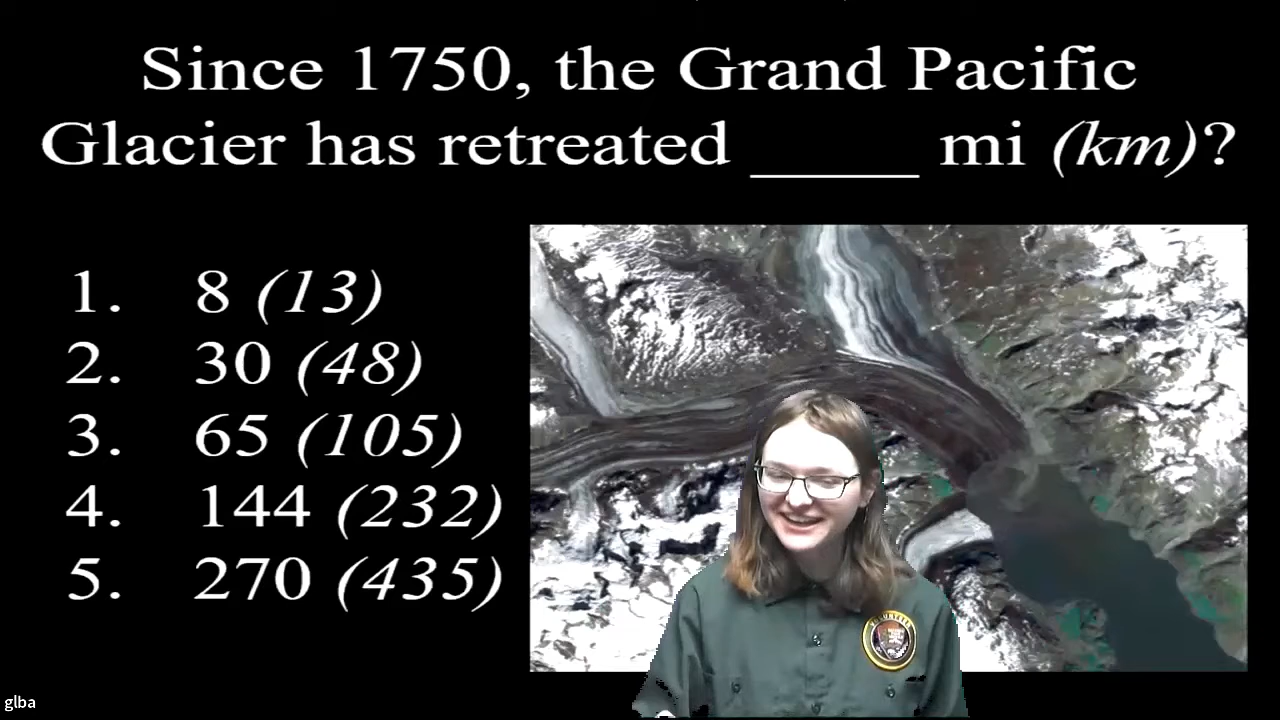 Since 1750, the Grand Pacific
Glacier has retreated _____ mi (km)?
1. 8 (13)
2. 30 (48)
3. 65 (105)
4. 144 (232)
5. 270 (435)
VOLUNTEER
glba